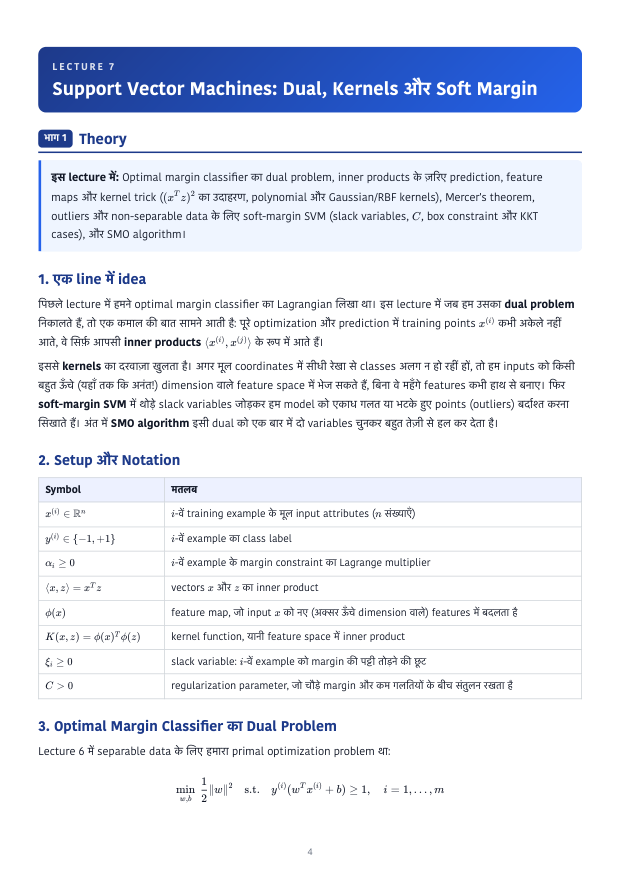 LECTURE 7
Support Vector Machines: Dual, Kernels और Soft Margin
भाग 1 Theory
इस lecture में: Optimal margin classifier का dual problem, inner products के ज़रिए prediction, feature
maps और kernel trick ((x^T z)^2 का उदाहरण, polynomial और Gaussian/RBF kernels), Mercer's theorem,
outliers और non-separable data के लिए soft-margin SVM (slack variables, C, box constraint और KKT
cases), और SMO algorithm।
1. एक line में idea
पिछले lecture में हमने optimal margin classifier का Lagrangian लिखा था। इस lecture में जब हम उसका dual problem
निकालते हैं, तो एक कमाल की बात सामने आती है: पूरे optimization और prediction में training points x^(i) कभी अकेले नहीं
आते, वे सिर्फ़ आपसी inner products ⟨x^(i), x^(j)⟩ के रूप में आते हैं।
इससे kernels का दरवाज़ा खुलता है। अगर मूल coordinates में सीधी रेखा से classes अलग न हो रहीं हों, तो हम inputs को किसी
बहुत ऊँचे (यहाँ तक कि अनंत!) dimension वाले feature space में भेज सकते हैं, बिना वे महँगे features कभी हाथ से बनाए। फिर
soft-margin SVM में थोड़े slack variables जोड़कर हम model को एकाध गलत या भटके हुए points (outliers) बर्दाश्त करना
सिखाते हैं। अंत में SMO algorithm इसी dual को एक बार में दो variables चुनकर बहुत तेज़ी से हल कर देता है।
2. Setup और Notation
Symbol मतलब
x^(i) ∈ ℝ^n i-वें training example के मूल input attributes (n संख्याएँ)
y^(i) ∈ {−1, +1} i-वें example का class label
α_i ≥ 0 i-वें example के margin constraint का Lagrange multiplier
⟨x, z⟩ = x^T z vectors x और z का inner product
ϕ(x) feature map, जो input x को नए (अक्सर ऊँचे dimension वाले) features में बदलता है
K(x, z) = ϕ(x)^T ϕ(z) kernel function, यानी feature space में inner product
ξ_i ≥ 0 slack variable: i-वें example को margin की पट्टी तोड़ने की छूट
C > 0 regularization parameter, जो चौड़े margin और कम गलतियों के बीच संतुलन रखता है
3. Optimal Margin Classifier का Dual Problem
Lecture 6 में separable data के लिए हमारा primal optimization problem था:
min_{w,b} 1/2 ‖w‖^2 s.t. y^(i)(w^T x^(i) + b) ≥ 1, i = 1, . . . , m
4